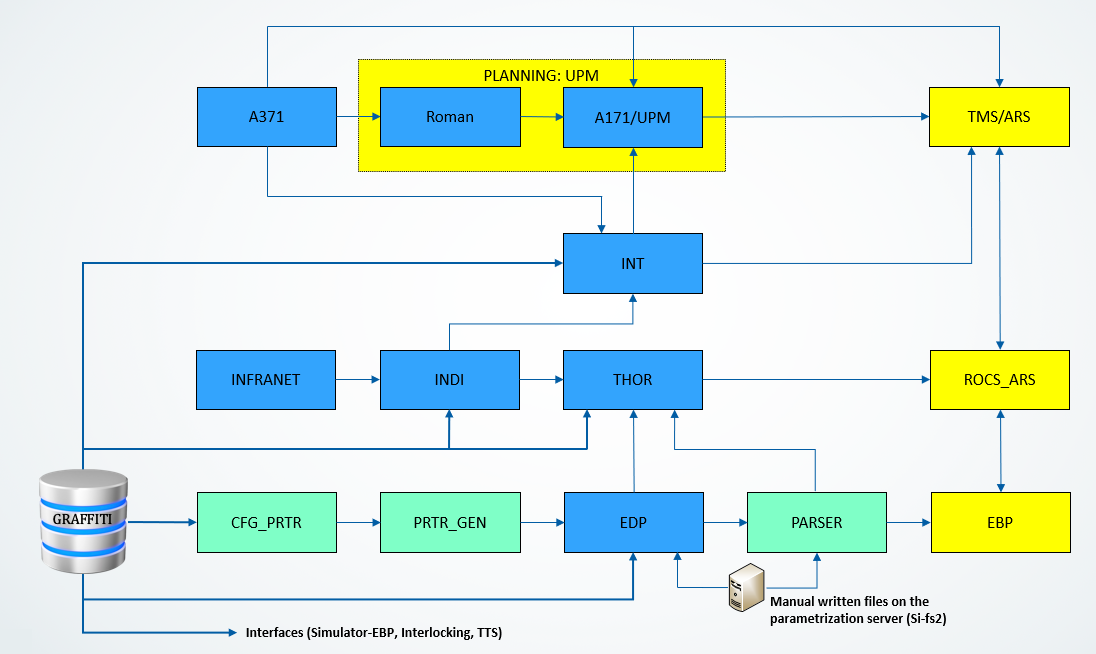 PLANNING: UPM
A371
Roman
A171/UPM
TMS/ARS
INT
INFRANET
INDI
THOR
ROCS_ARS
GRAFFITI
CFG_PRTR
PRTR_GEN
EDP
PARSER
EBP
Manual written files on the
parametrization server (Si-fs2)
Interfaces (Simulator-EBP, Interlocking, TTS)